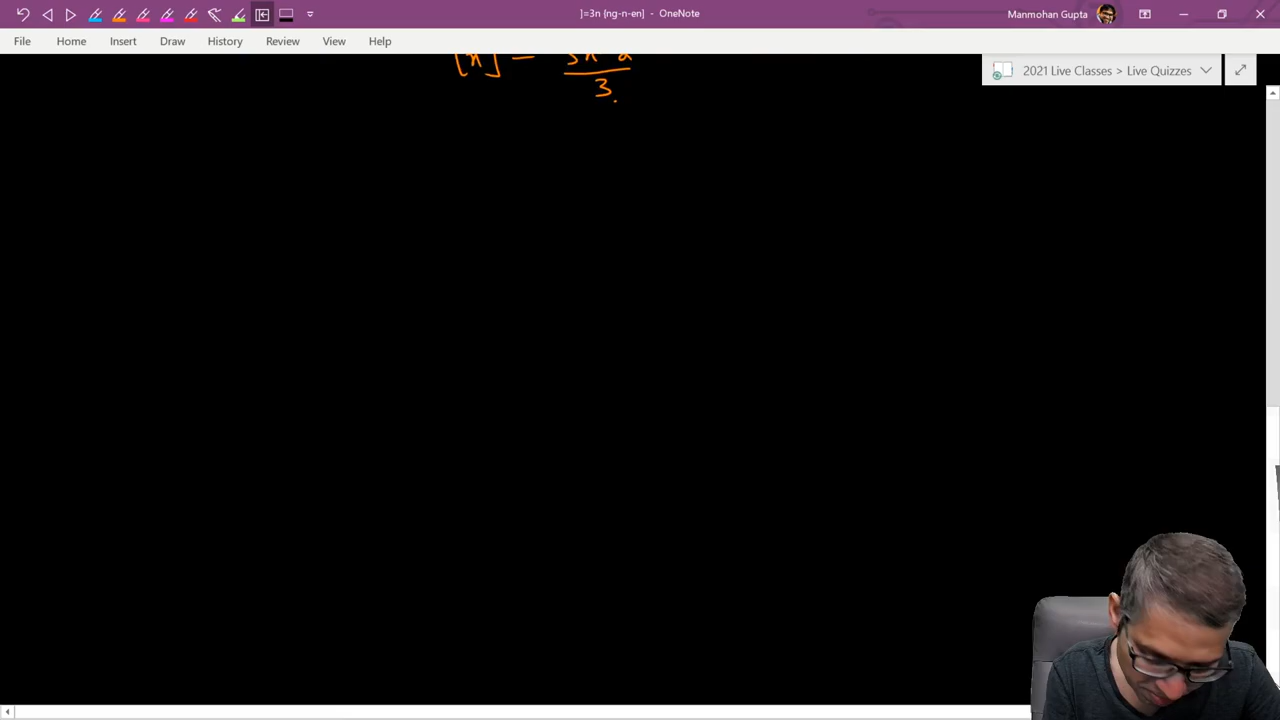 ]=3n {ng-n-en] - OneNote
Manmohan Gupta
File Home Insert Draw History Review View Help
2021 Live Classes > Live Quizzes
[x] =
3